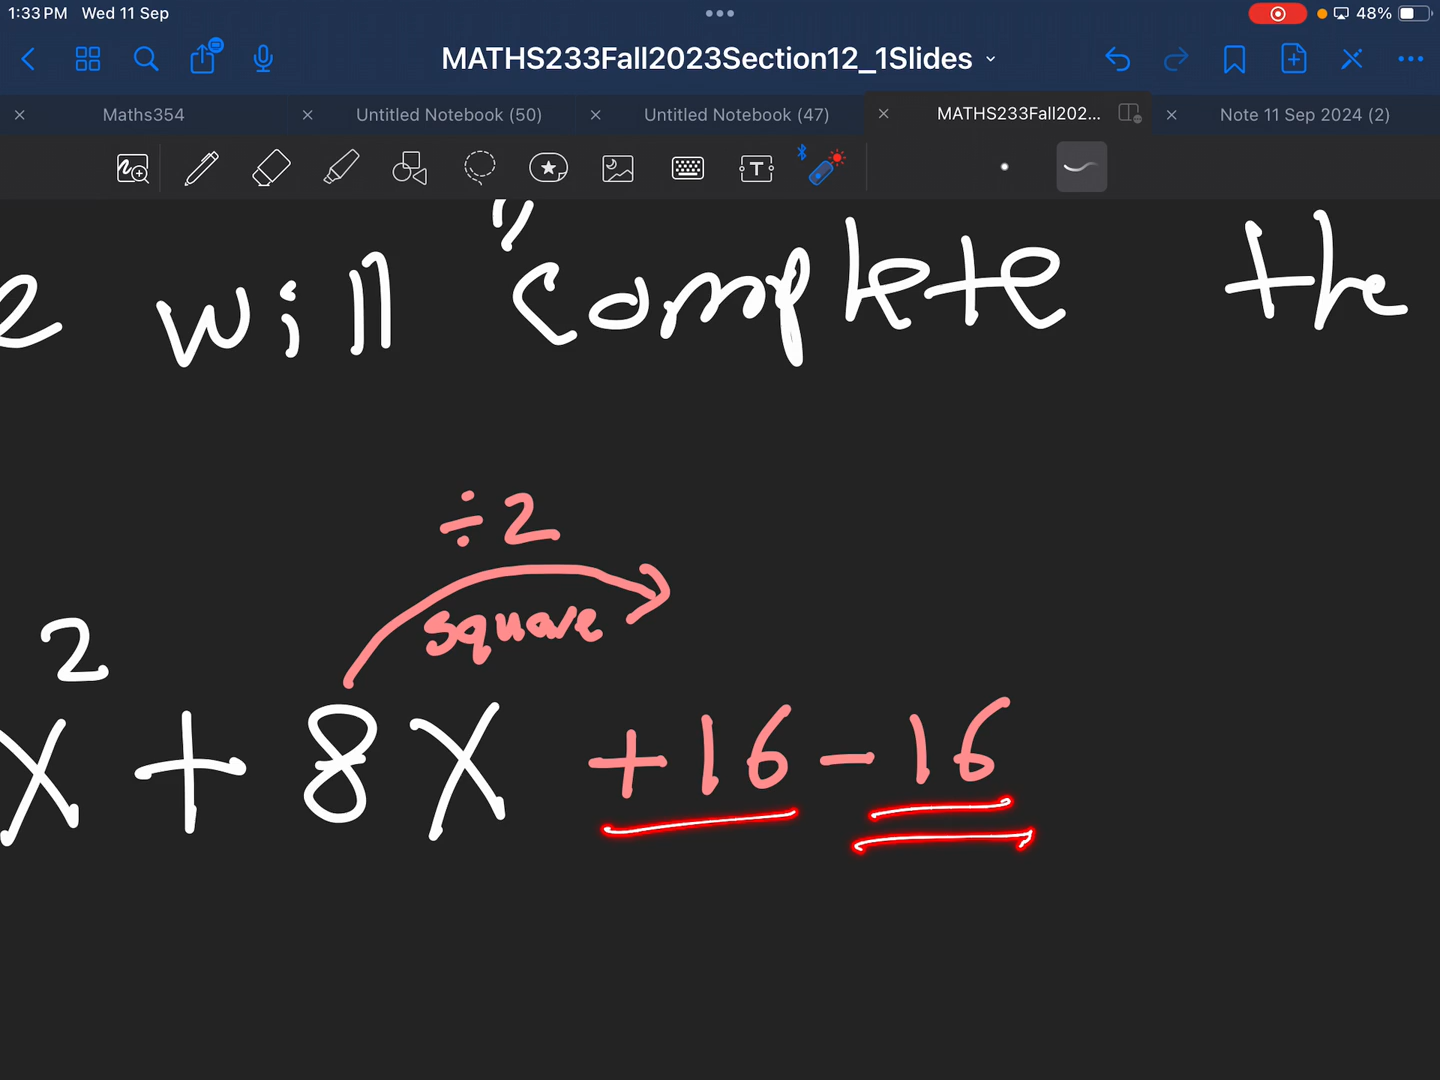 1:33 PM Wed 11 Sep 48%
MATHS233Fall2023Section12_1Slides
Maths354 Untitled Notebook (50) Untitled Notebook (47) MATHS233Fall202... Note 11 Sep 2024 (2)
T
will "complete the
÷2
square
x² + 8x +16-16